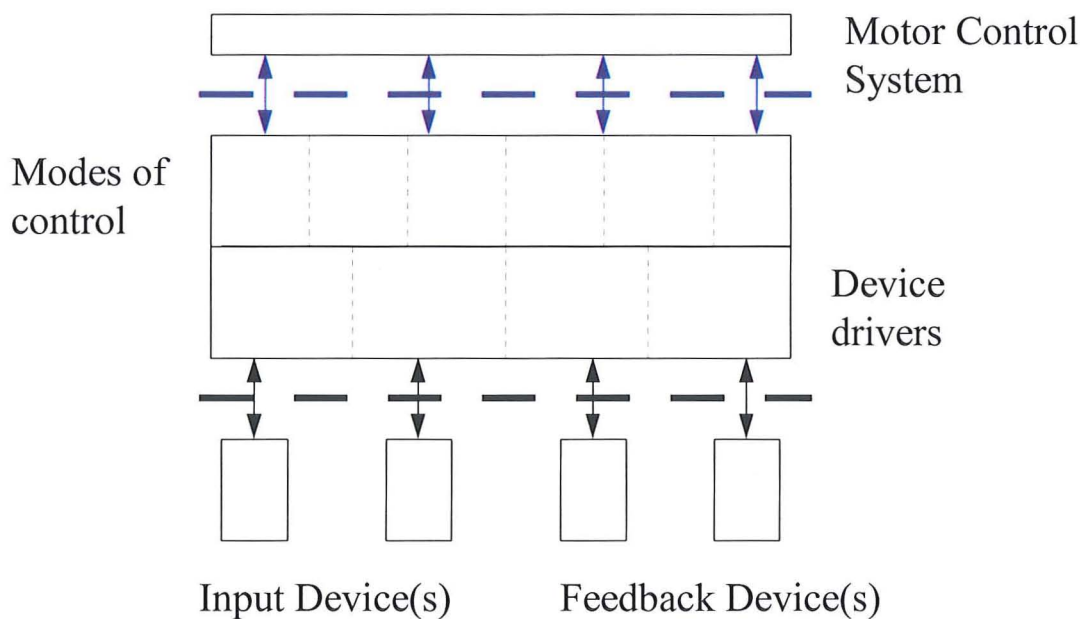 Motor Control
System
Modes of
control
Device
drivers
Input Device(s)
Feedback Device(s)